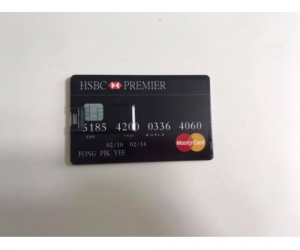 HSBC PREMIER
5185 4200 0336 4060
02/10 02/14
FONG PIK YEE
MasterCard